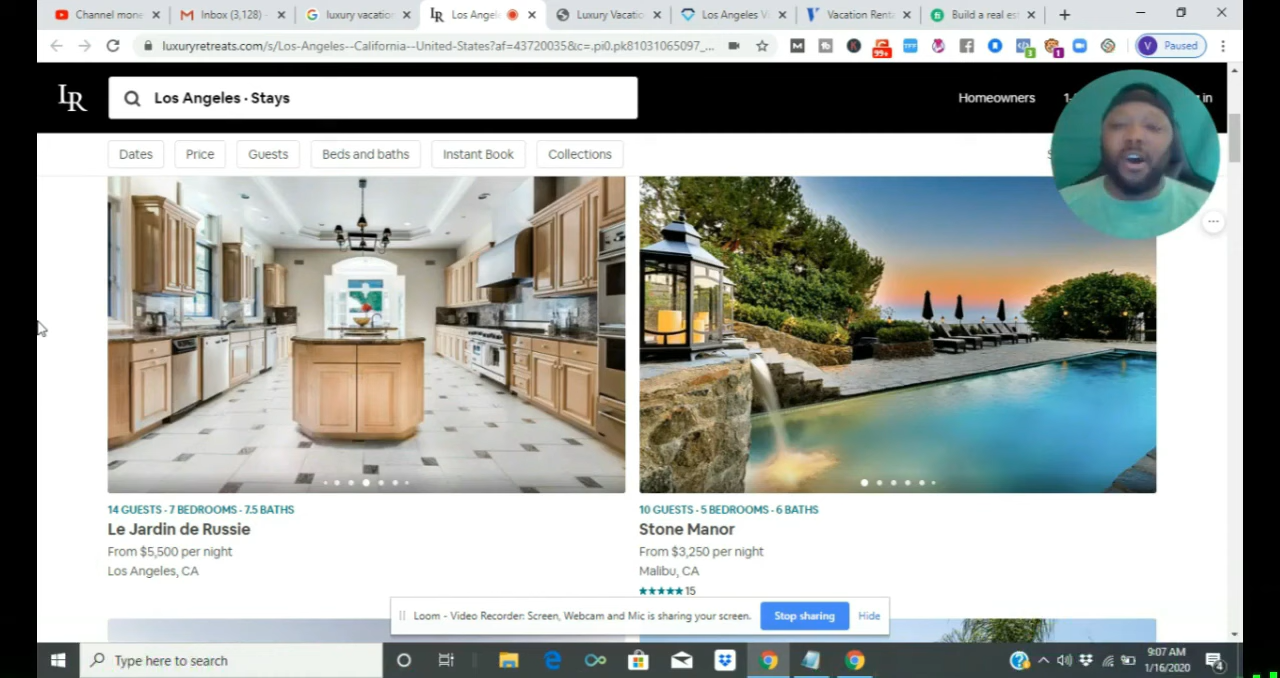 Channel mone
Inbox (3,128)
luxury vacation
Los Angel
Luxury Vacatio
Los Angeles V
Vacation Renta
Build a real es
luxuryretreats.com/s/Los-Angeles--California--United-States?af=43720035&c=.pi0.pk81031065097_...
Paused
LR
Los Angeles · Stays
Homeowners
in
Dates
Price
Guests
Beds and baths
Instant Book
Collections
14 GUESTS - 7 BEDROOMS - 7.5 BATHS
10 GUESTS - 5 BEDROOMS - 6 BATHS
Le Jardin de Russie
Stone Manor
From $5,500 per night
From $3,250 per night
Los Angeles, CA
Malibu, CA
15
Loom – Video Recorder: Screen, Webcam and Mic is sharing your screen.
Stop sharing
Hide
Type here to search
9:07 AM
1/16/2020
4